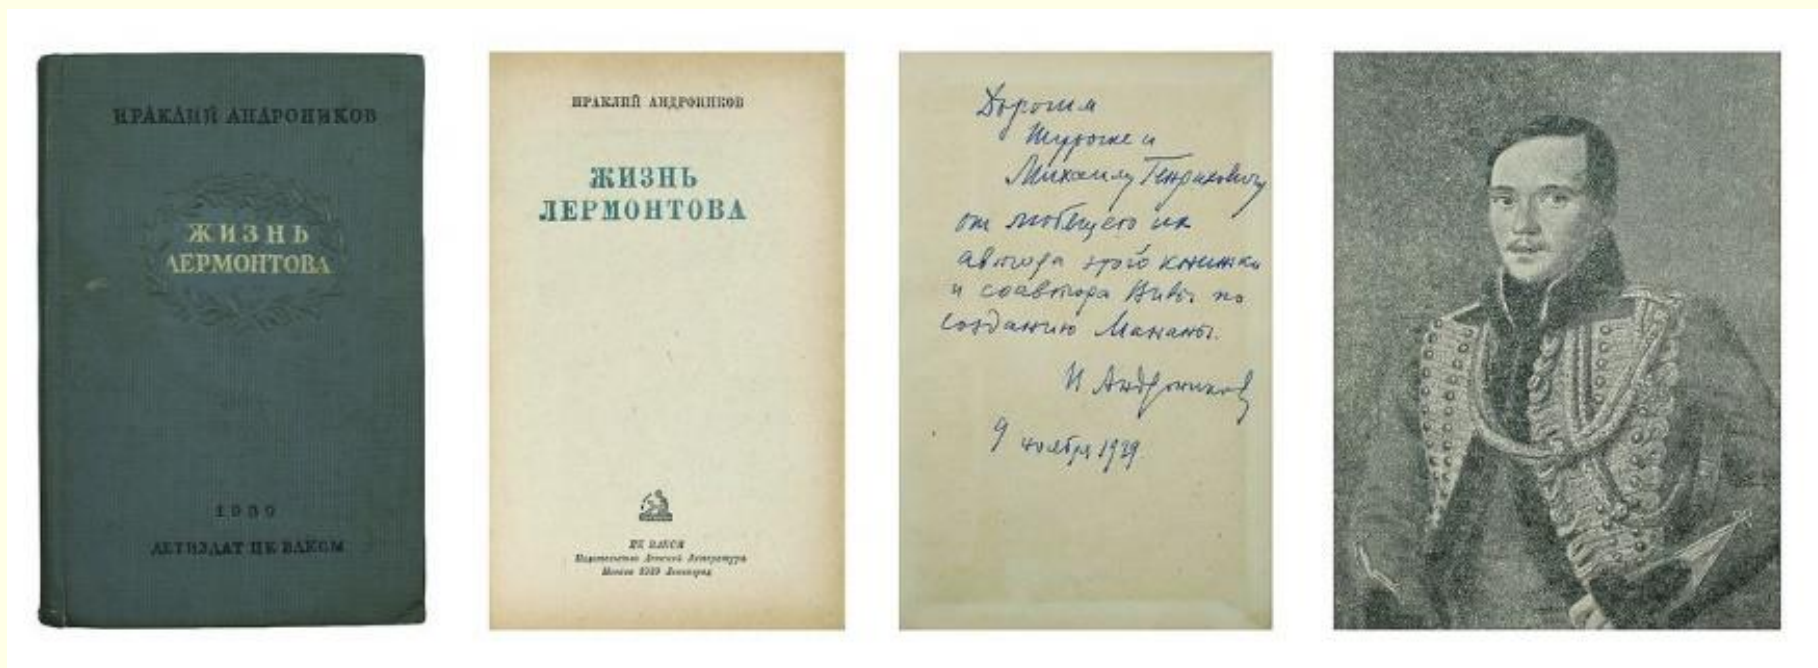 ИРАКЛИЙ АНДРОНИКОВ
ЖИЗНЬ
ЛЕРМОНТОВА
1939
ДЕТИЗДАТ ЦК ВЛКСМ
ИРАКЛИЙ АНДРОНИКОВ
ЖИЗНЬ
ЛЕРМОНТОВА
ЦК ВЛКСМ
Издательство Детской Литературы
Москва 1939 Ленинград
Дорогим
Шурочке и
Михаилу Генриховичу
от любящего их
автора этой книжки
и соавтора Вивы по
созданию Мананы.
И Андроников
9 ноября 1939